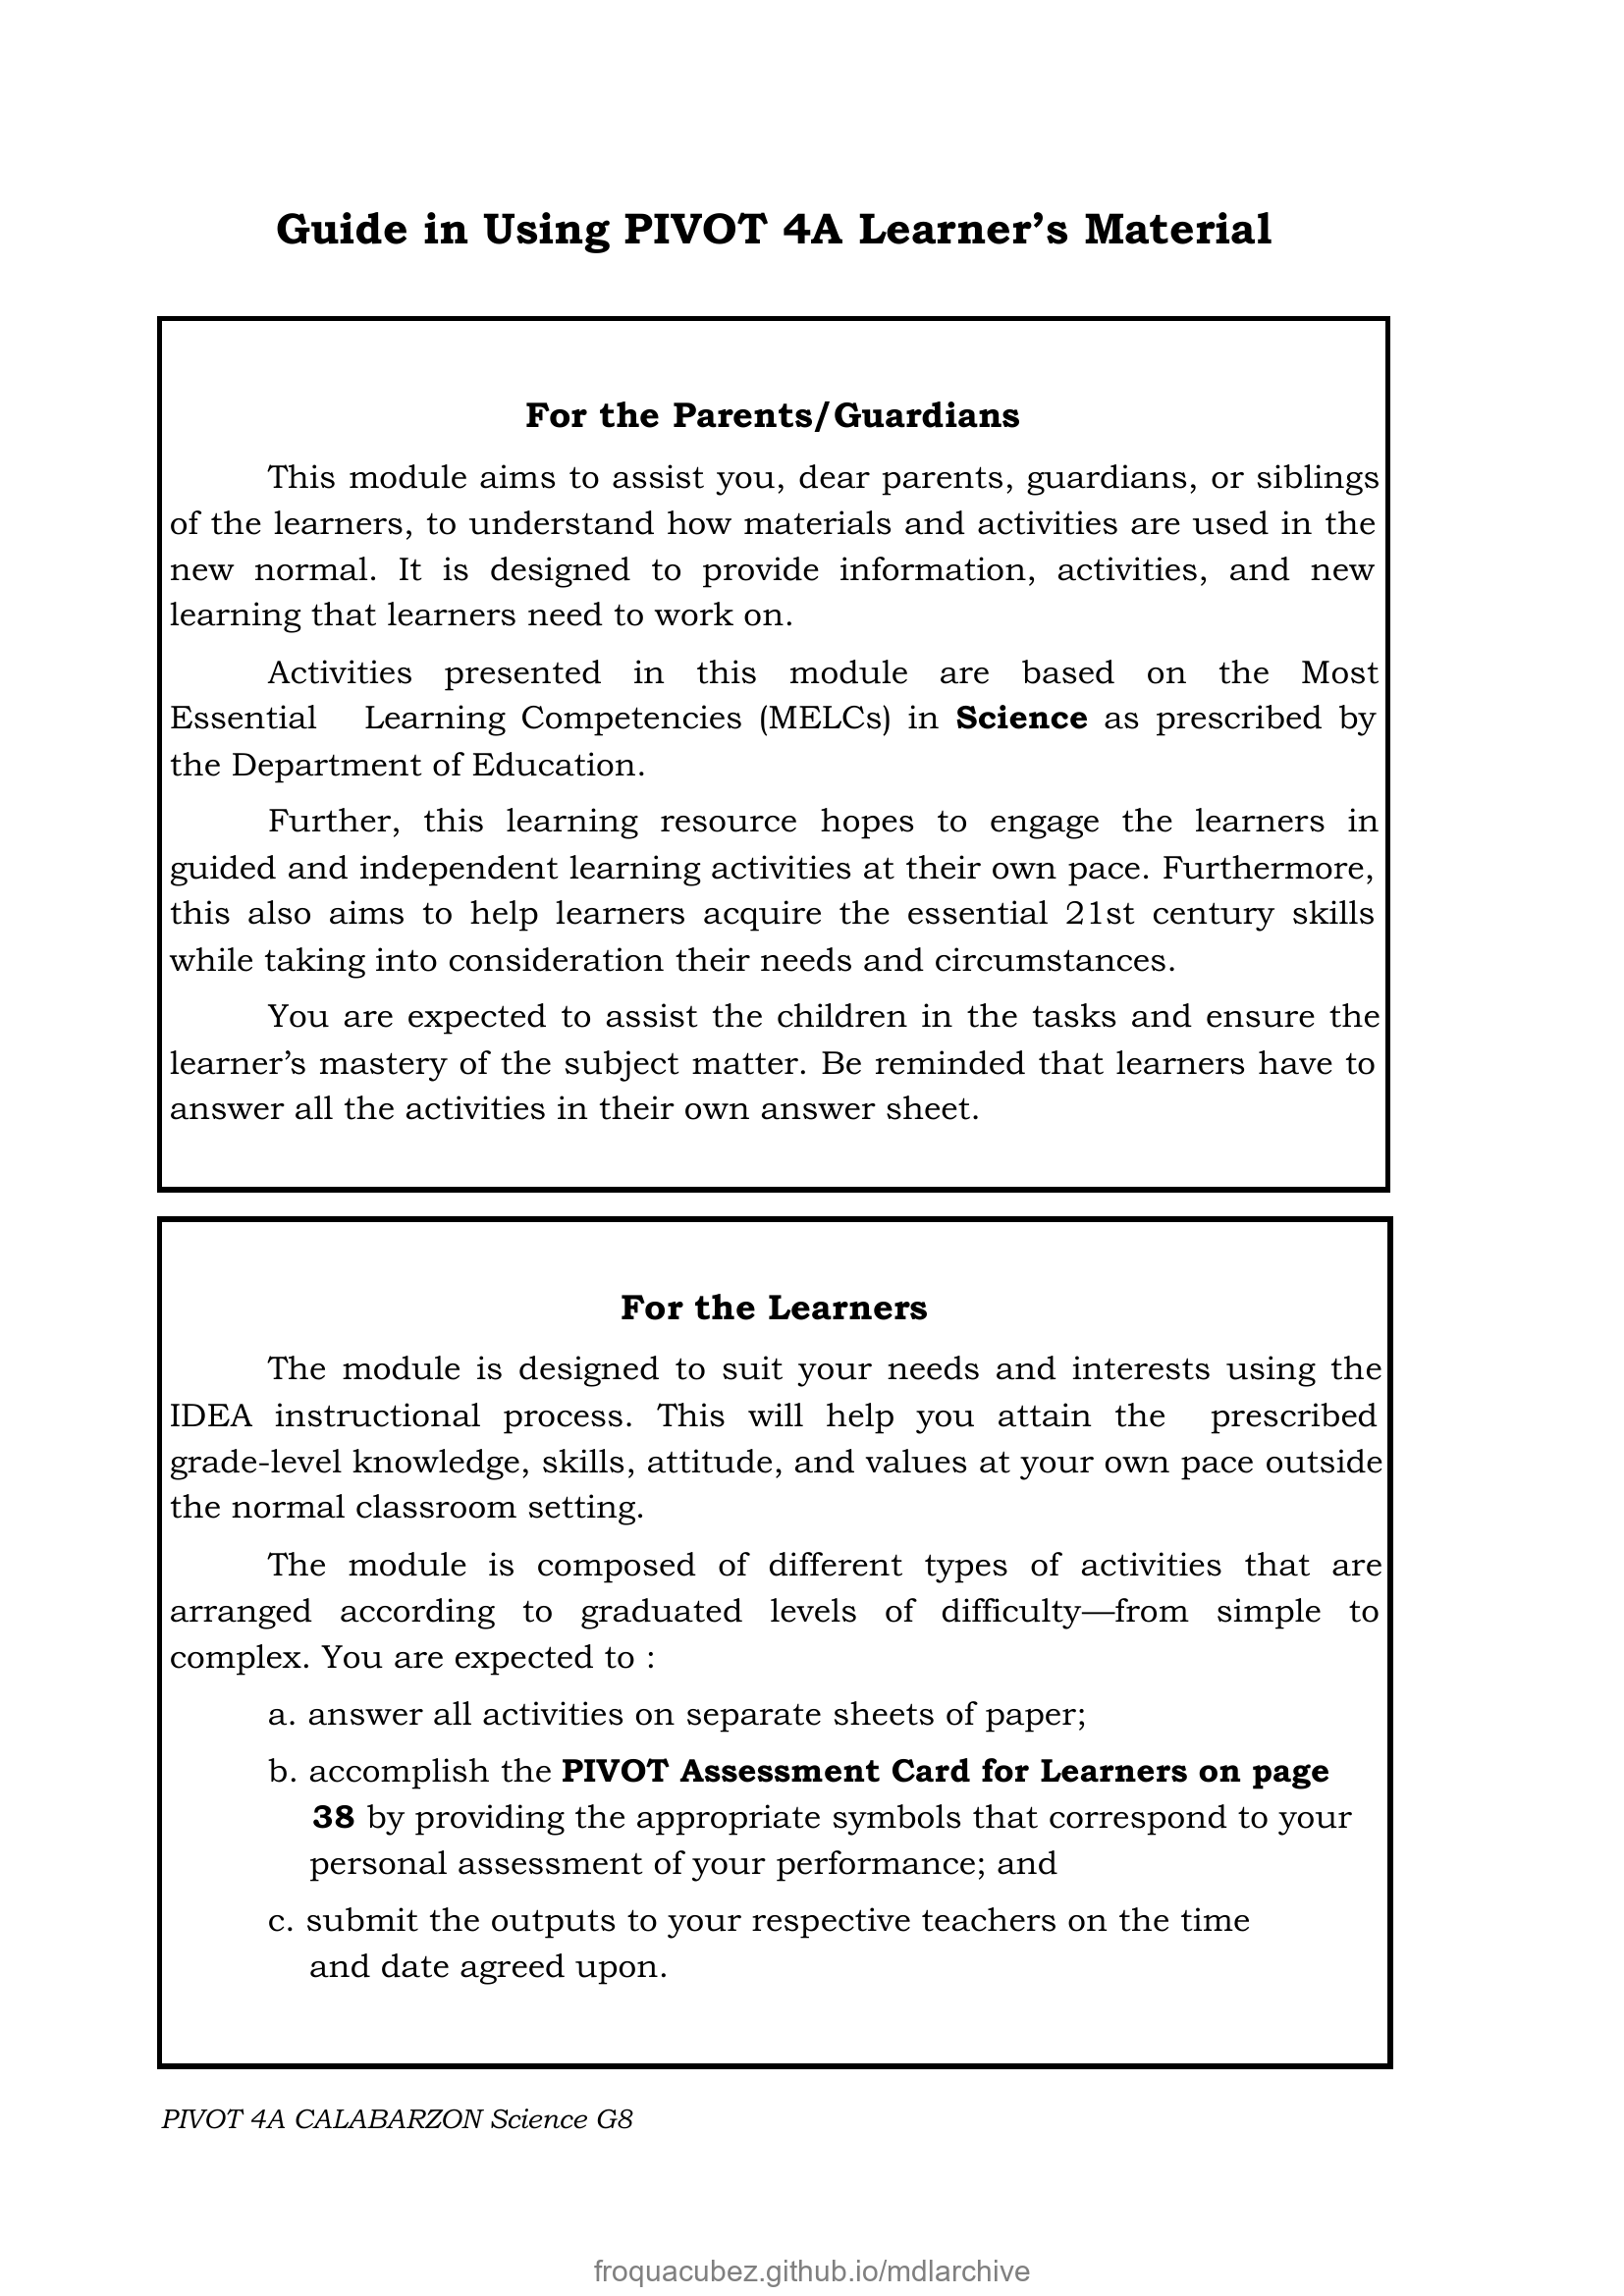 Guide in Using PIVOT 4A Learner’s Material
For the Parents/Guardians
This module aims to assist you, dear parents, guardians, or siblings
of the learners, to understand how materials and activities are used in the
new normal. It is designed to provide information, activities, and new
learning that learners need to work on.
Activities presented in this module are based on the Most
Essential Learning Competencies (MELCs) in Science as prescribed by
the Department of Education.
Further, this learning resource hopes to engage the learners in
guided and independent learning activities at their own pace. Furthermore,
this also aims to help learners acquire the essential 21st century skills
while taking into consideration their needs and circumstances.
You are expected to assist the children in the tasks and ensure the
learner’s mastery of the subject matter. Be reminded that learners have to
answer all the activities in their own answer sheet.
For the Learners
The module is designed to suit your needs and interests using the
IDEA instructional process. This will help you attain the prescribed
grade-level knowledge, skills, attitude, and values at your own pace outside
the normal classroom setting.
The module is composed of different types of activities that are
arranged according to graduated levels of difficulty—from simple to
complex. You are expected to :
a. answer all activities on separate sheets of paper;
b. accomplish the PIVOT Assessment Card for Learners on page
38 by providing the appropriate symbols that correspond to your
personal assessment of your performance; and
c. submit the outputs to your respective teachers on the time
and date agreed upon.
PIVOT 4A CALABARZON Science G8
froquacubez.github.io/mdlarchive